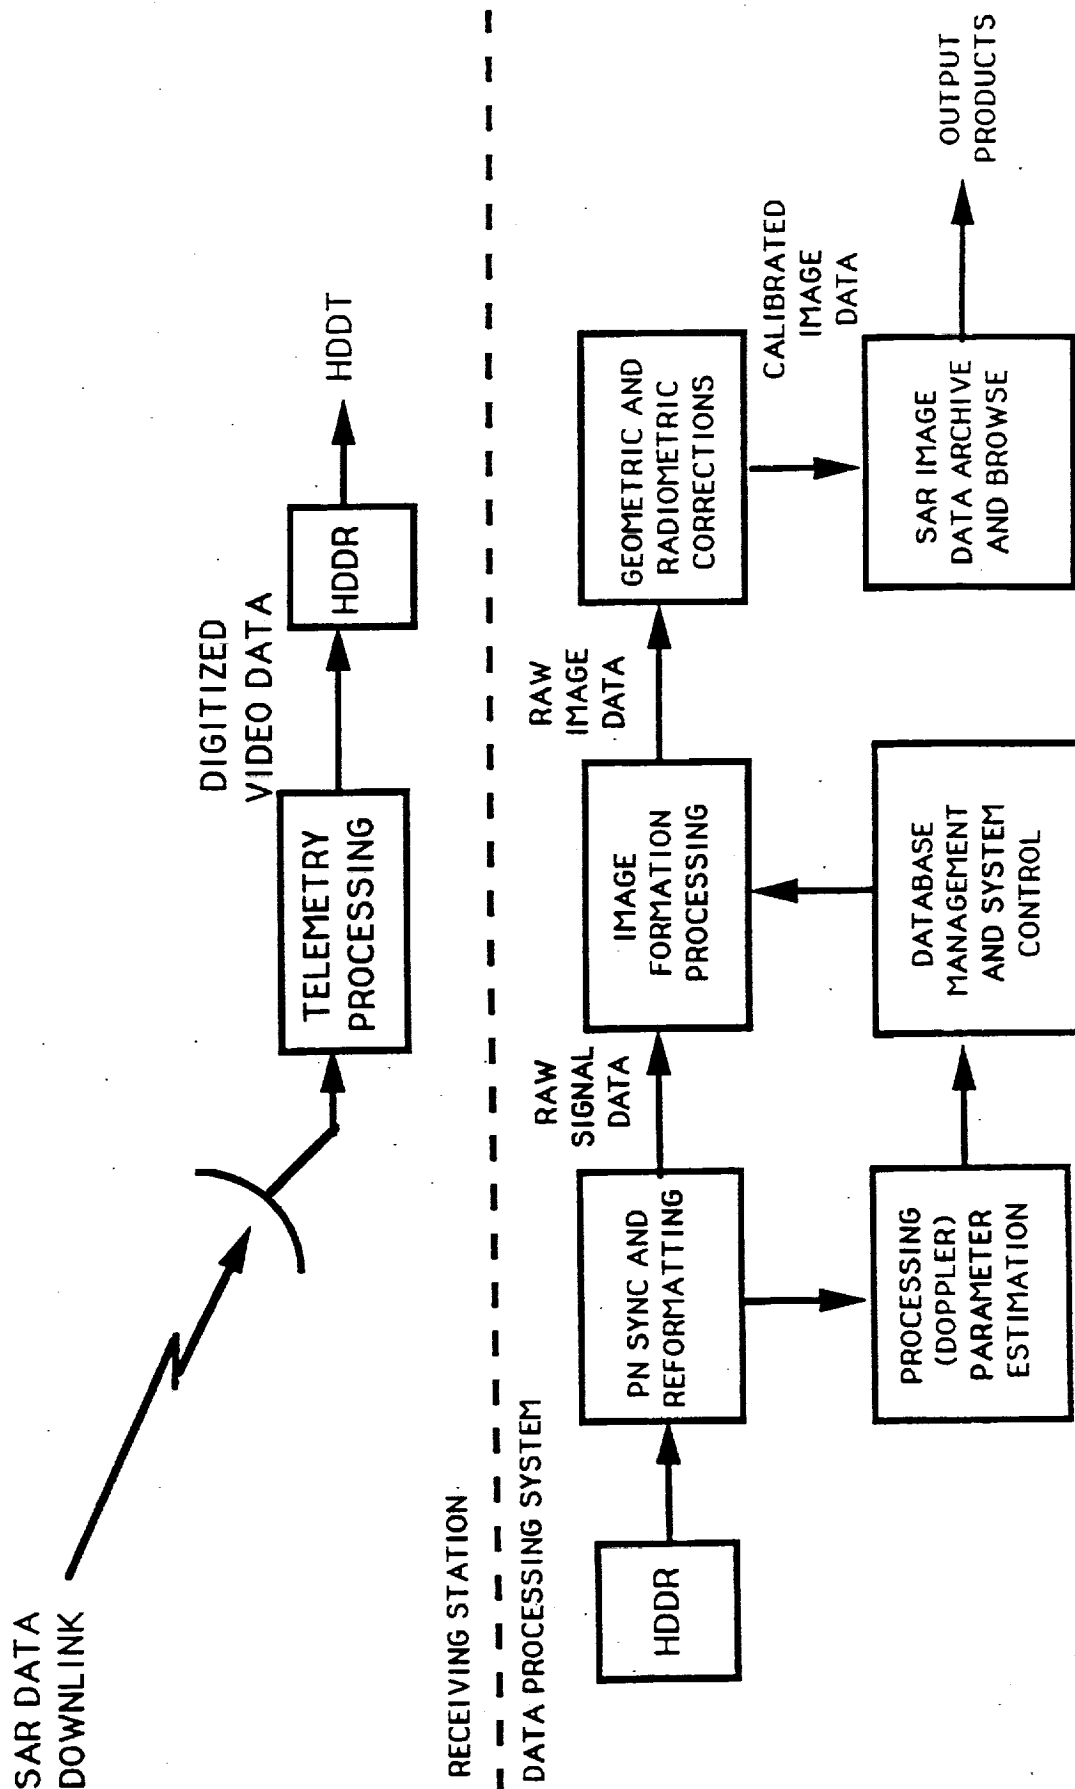 SAR DATA
DOWNLINK
TELEMETRY
PROCESSING
DIGITIZED
VIDEO DATA
HDDR
HDDT
RECEIVING STATION
DATA PROCESSING SYSTEM
HDDR
PN SYNC AND
REFORMATTING
RAW
SIGNAL
DATA
IMAGE
FORMATION
PROCESSING
RAW
IMAGE
DATA
GEOMETRIC AND
RADIOMETRIC
CORRECTIONS
PROCESSING
(DOPPLER)
PARAMETER
ESTIMATION
DATABASE
MANAGEMENT
AND SYSTEM
CONTROL
CALIBRATED
IMAGE
DATA
SAR IMAGE
DATA ARCHIVE
AND BROWSE
OUTPUT
PRODUCTS